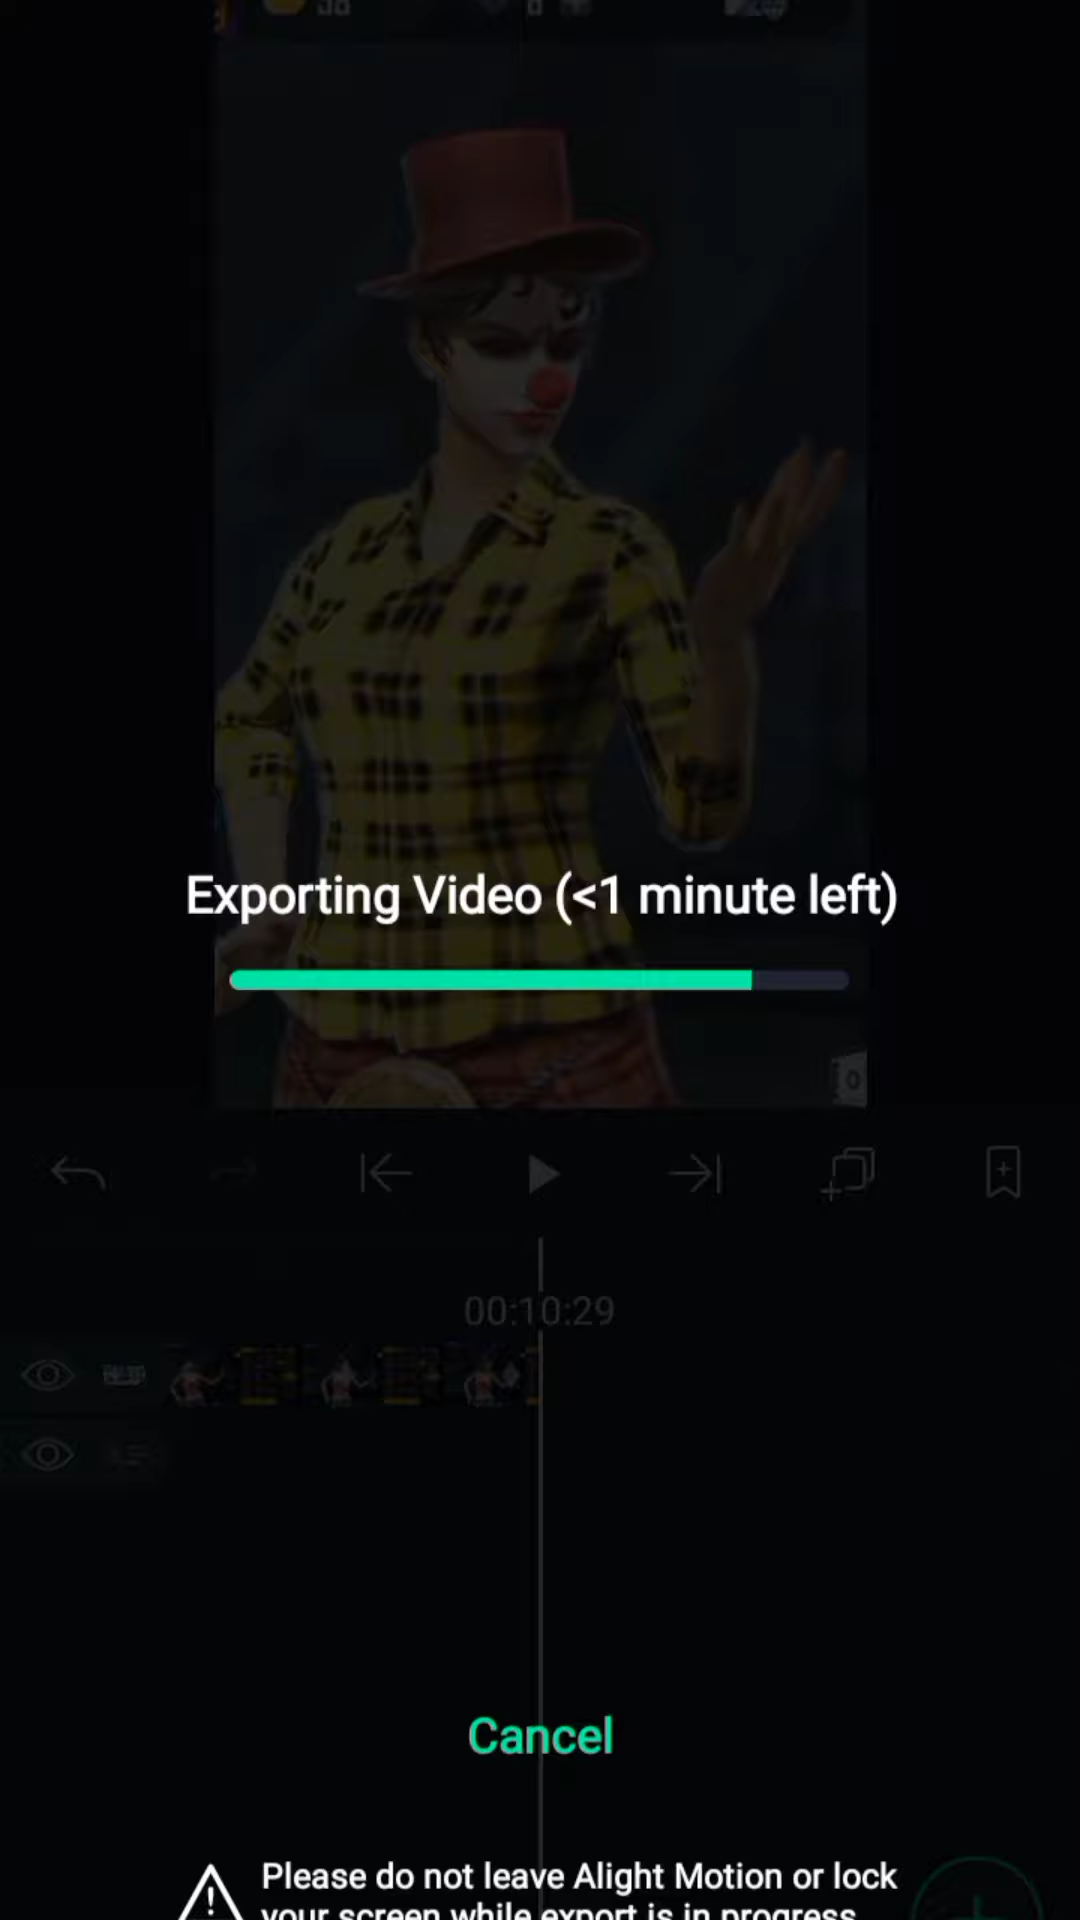 Exporting Video (<1 minute left)
00:10:29
Cancel
Please do not leave Alight Motion or lock
your screen while export is in progress